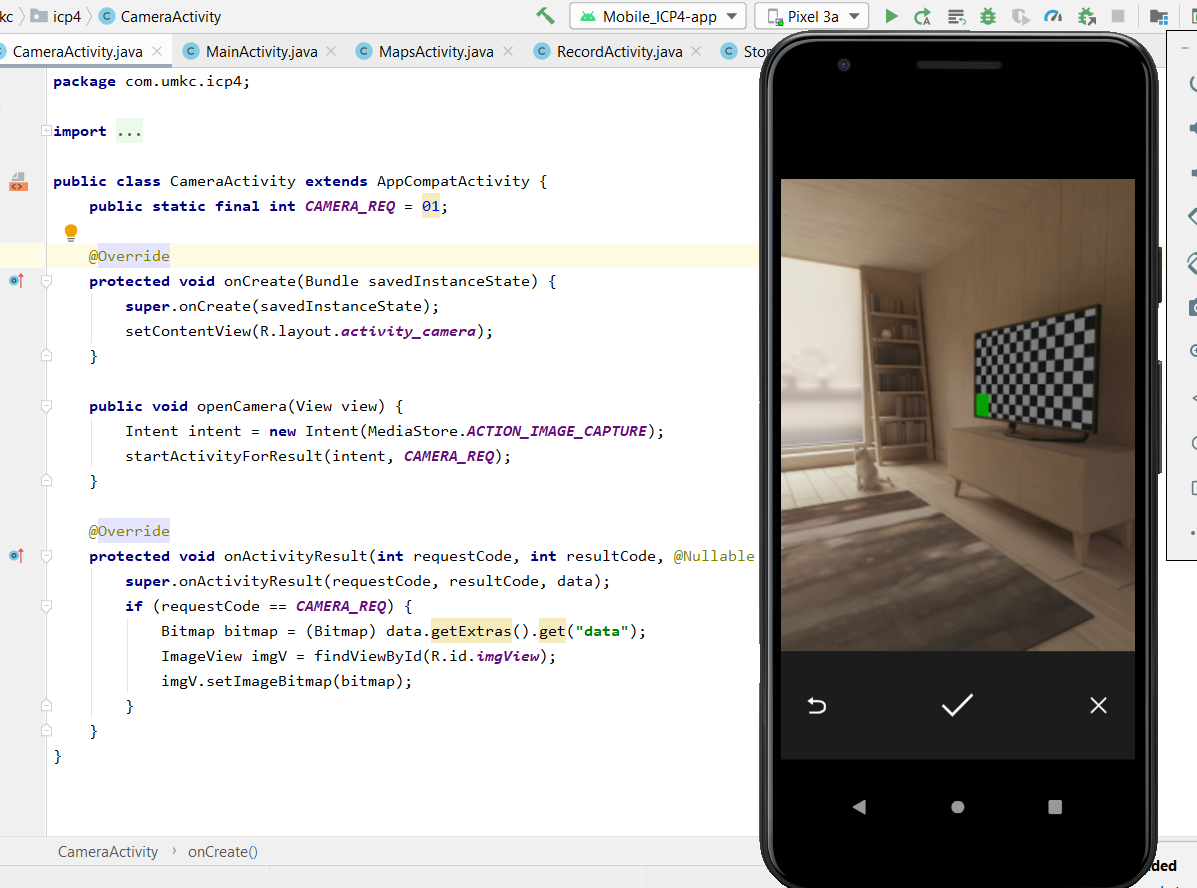 kc icp4 CameraActivity Mobile_ICP4-app Pixel 3a
CameraActivity.java MainActivity.java MapsActivity.java RecordActivity.java
package com.umkc.icp4;
import ...
public class CameraActivity extends AppCompatActivity {
public static final int CAMERA_REQ = 01;
@Override
protected void onCreate(Bundle savedInstanceState) {
super.onCreate(savedInstanceState);
setContentView(R.layout.activity_camera);
}
public void openCamera(View view) {
Intent intent = new Intent(MediaStore.ACTION_IMAGE_CAPTURE);
startActivityForResult(intent, CAMERA_REQ);
}
@Override
protected void onActivityResult(int requestCode, int resultCode, @Nullable
super.onActivityResult(requestCode, resultCode, data);
if (requestCode == CAMERA_REQ) {
Bitmap bitmap = (Bitmap) data.getExtras().get("data");
ImageView imgV = findViewById(R.id.imgView);
imgV.setImageBitmap(bitmap);
}
}
}
CameraActivity › onCreate()